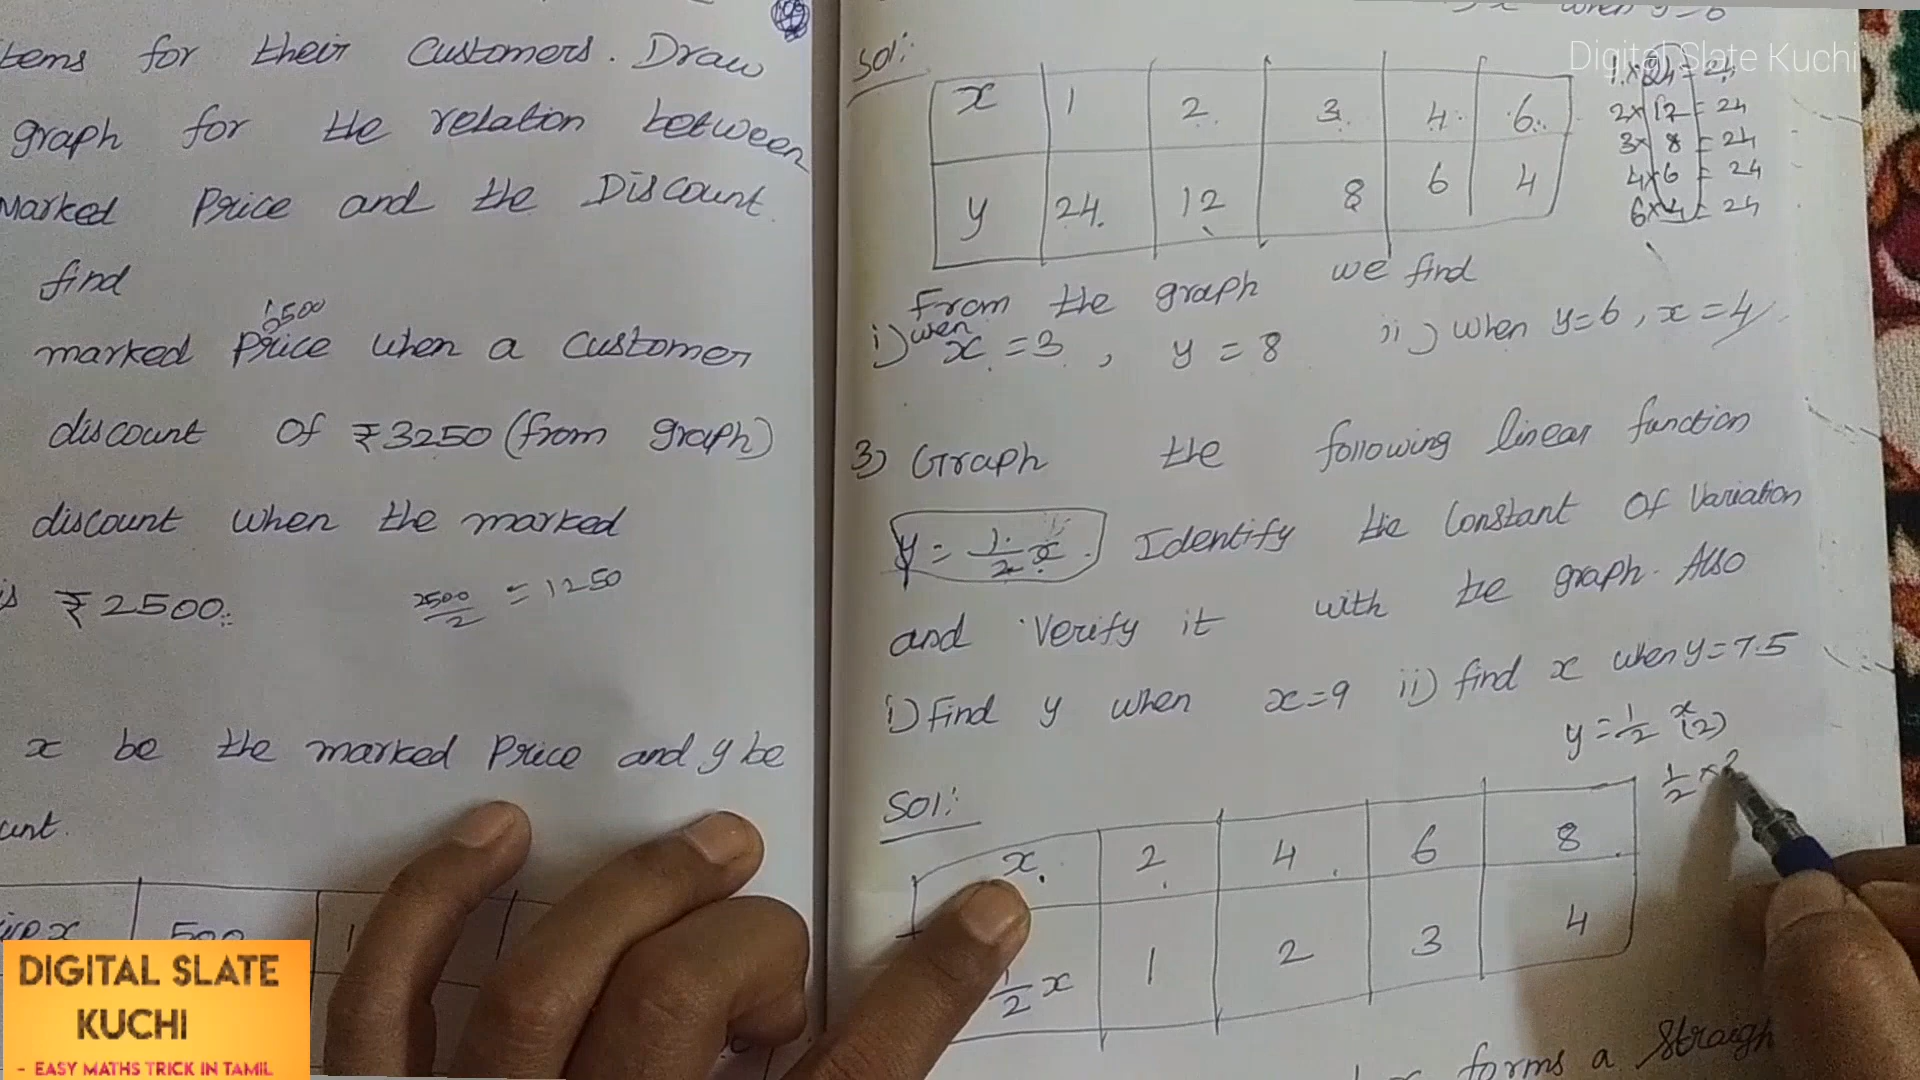 tems for their Customers. Draw
graph for the relation between
Marked Price and the Discount.
find
1500
marked Price when a customer
discount of ₹3250 (from graph)
discount when the marked
₹2500. 2500/2 = 1250
x be the marked Price and y be
500
x when y=6
Sol:
x 1 2 3 4 6
y 24 12 8 6 4
= 24
2×12 = 24
3×8 = 24
4×6 = 24
6×4 = 24
From the graph we find
i) wen x = 3, y = 8 ii) when y=6, x=4
3) Graph the following linear function
y = 1/2 x. Identify the Constant of Variation
and Verify it with the graph. Also
i) Find y when x=9 ii) find x when y=7.5
y = 1/2 x (2)
1/2 ×
Sol:
x 2 4 6 8
1/2 x 1 2 3 4
forms a Straigh
Digital Slate Kuchi
DIGITAL SLATE
KUCHI
- EASY MATHS TRICK IN TAMIL